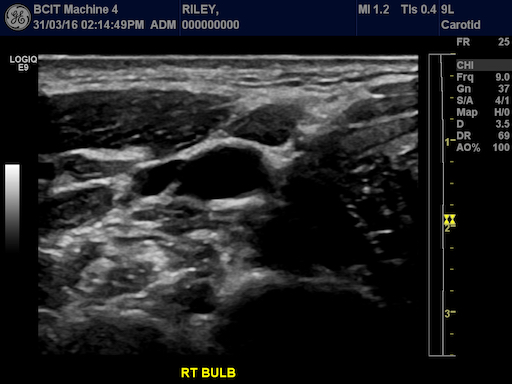 BCIT Machine 4 RILEY, MI 1.2 TIs 0.4 9L
31/03/16 02:14:49PM ADM 000000000 Carotid
FR 25
LOGIQ
E9
CHI
Frq 9.0
Gn 37
S/A 4/1
Map H/0
D 3.5
DR 69
AO% 100
1
2
3
RT BULB